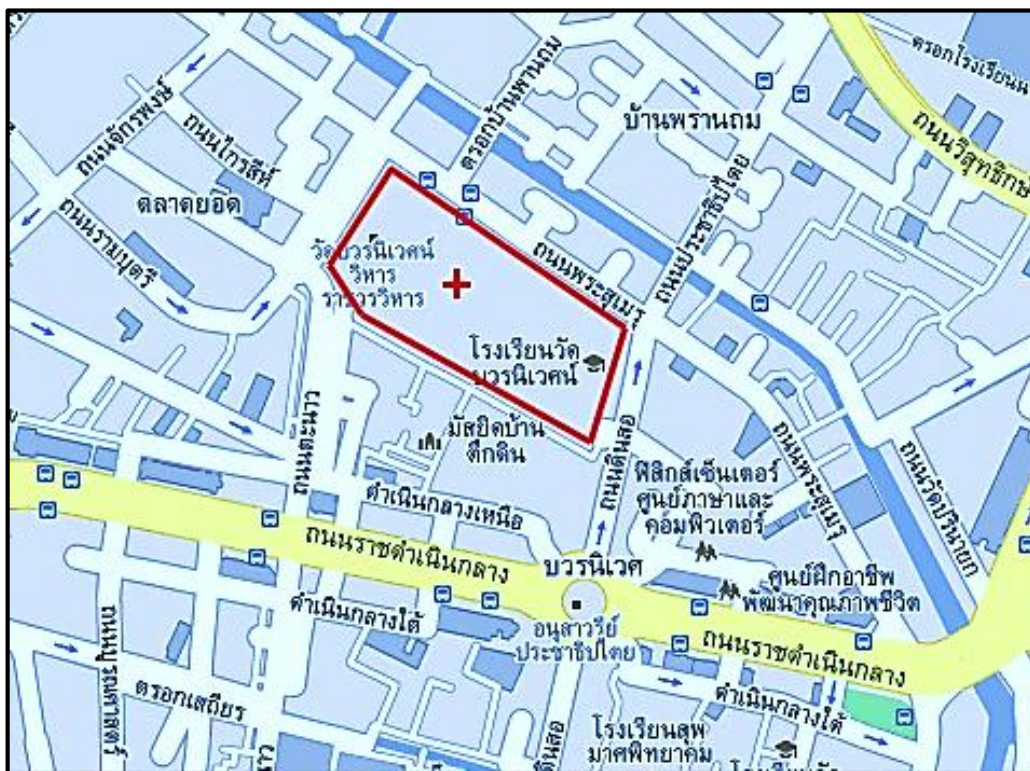 ตรอกโรงเรียนน
ถนนวิสุทธิกษ
ตรอกบ้านพานถม
บ้านพรานถม
ถนนจักรพงษ์
ถนนไกรสีห์
ตลาดยอด
ถนนรามบุตรี
วัดบวรนิเวศน์
วิหาร
ราชวรวิหาร
ถนนพระสุเมรุ
ถนนประชาธิปไตย
โรงเรียนวัด
บวรนิเวศน์
มัสยิดบ้าน
ตึกดิน
ถนนตะนาว
ถนนดินสอ
ฟิสิกส์เซ็นเตอร์
ศูนย์ภาษาและ
คอมพิวเตอร์
ถนนพระสุเมรุ
ถนนวัดปรินายก
ดำเนินกลางเหนือ
ถนนราชดำเนินกลาง
บวรนิเวศ
ศูนย์ฝึกอาชีพ
พัฒนาคุณภาพชีวิต
ดำเนินกลางใต้
อนุสาวรีย์
ประชาธิปไตย
ถนนราชดำเนินกลาง
ถนนบูรณศาสตร์
ตรอกเสถียร
ดำเนินกลางใต้
โรงเรียนสุพ
มาศพิทยาคม
นาว
ดินสอ